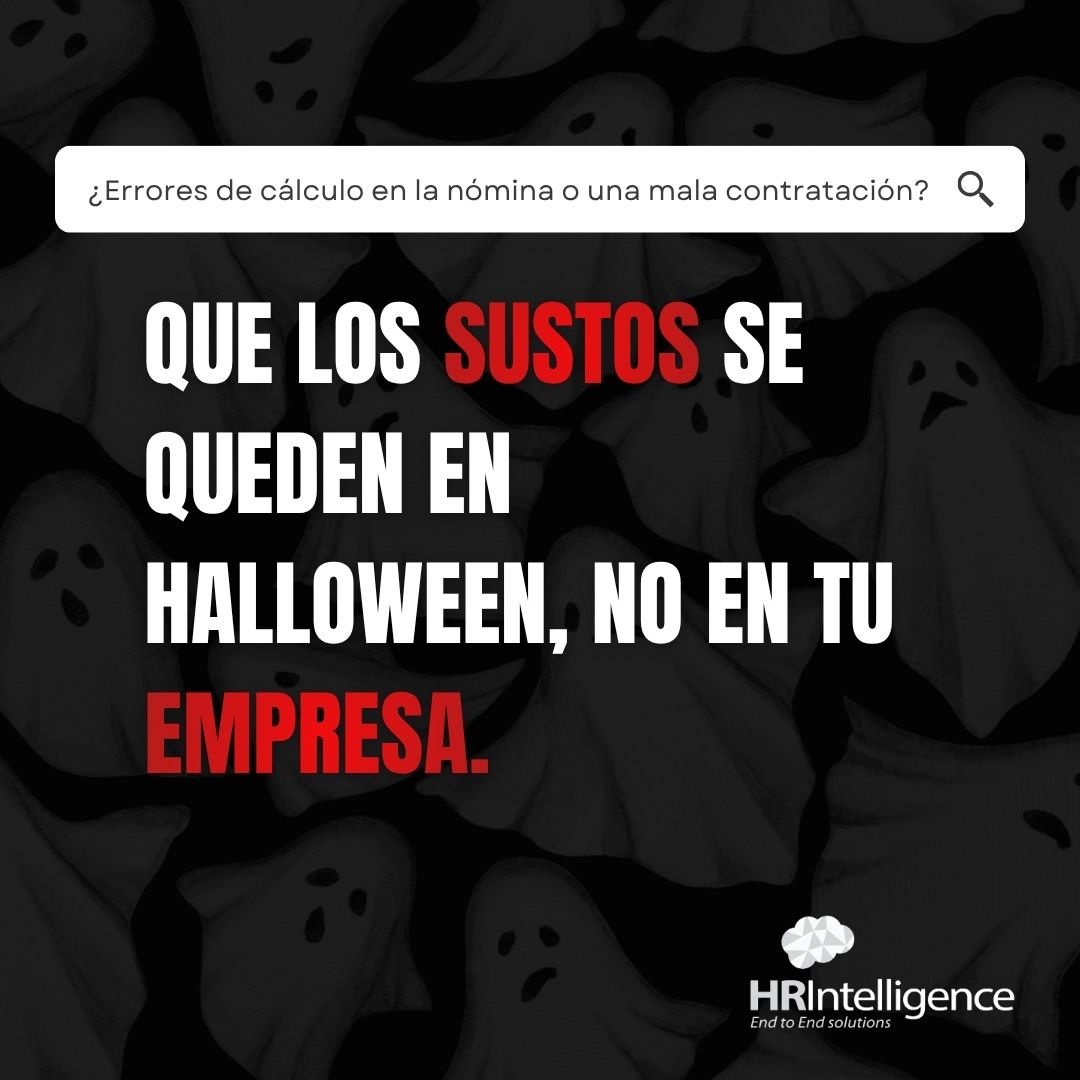 ¿Errores de cálculo en la nómina o una mala contratación?
QUE LOS SUSTOS SE
QUEDEN EN
HALLOWEEN, NO EN TU
EMPRESA.
HRIntelligence
End to End solutions